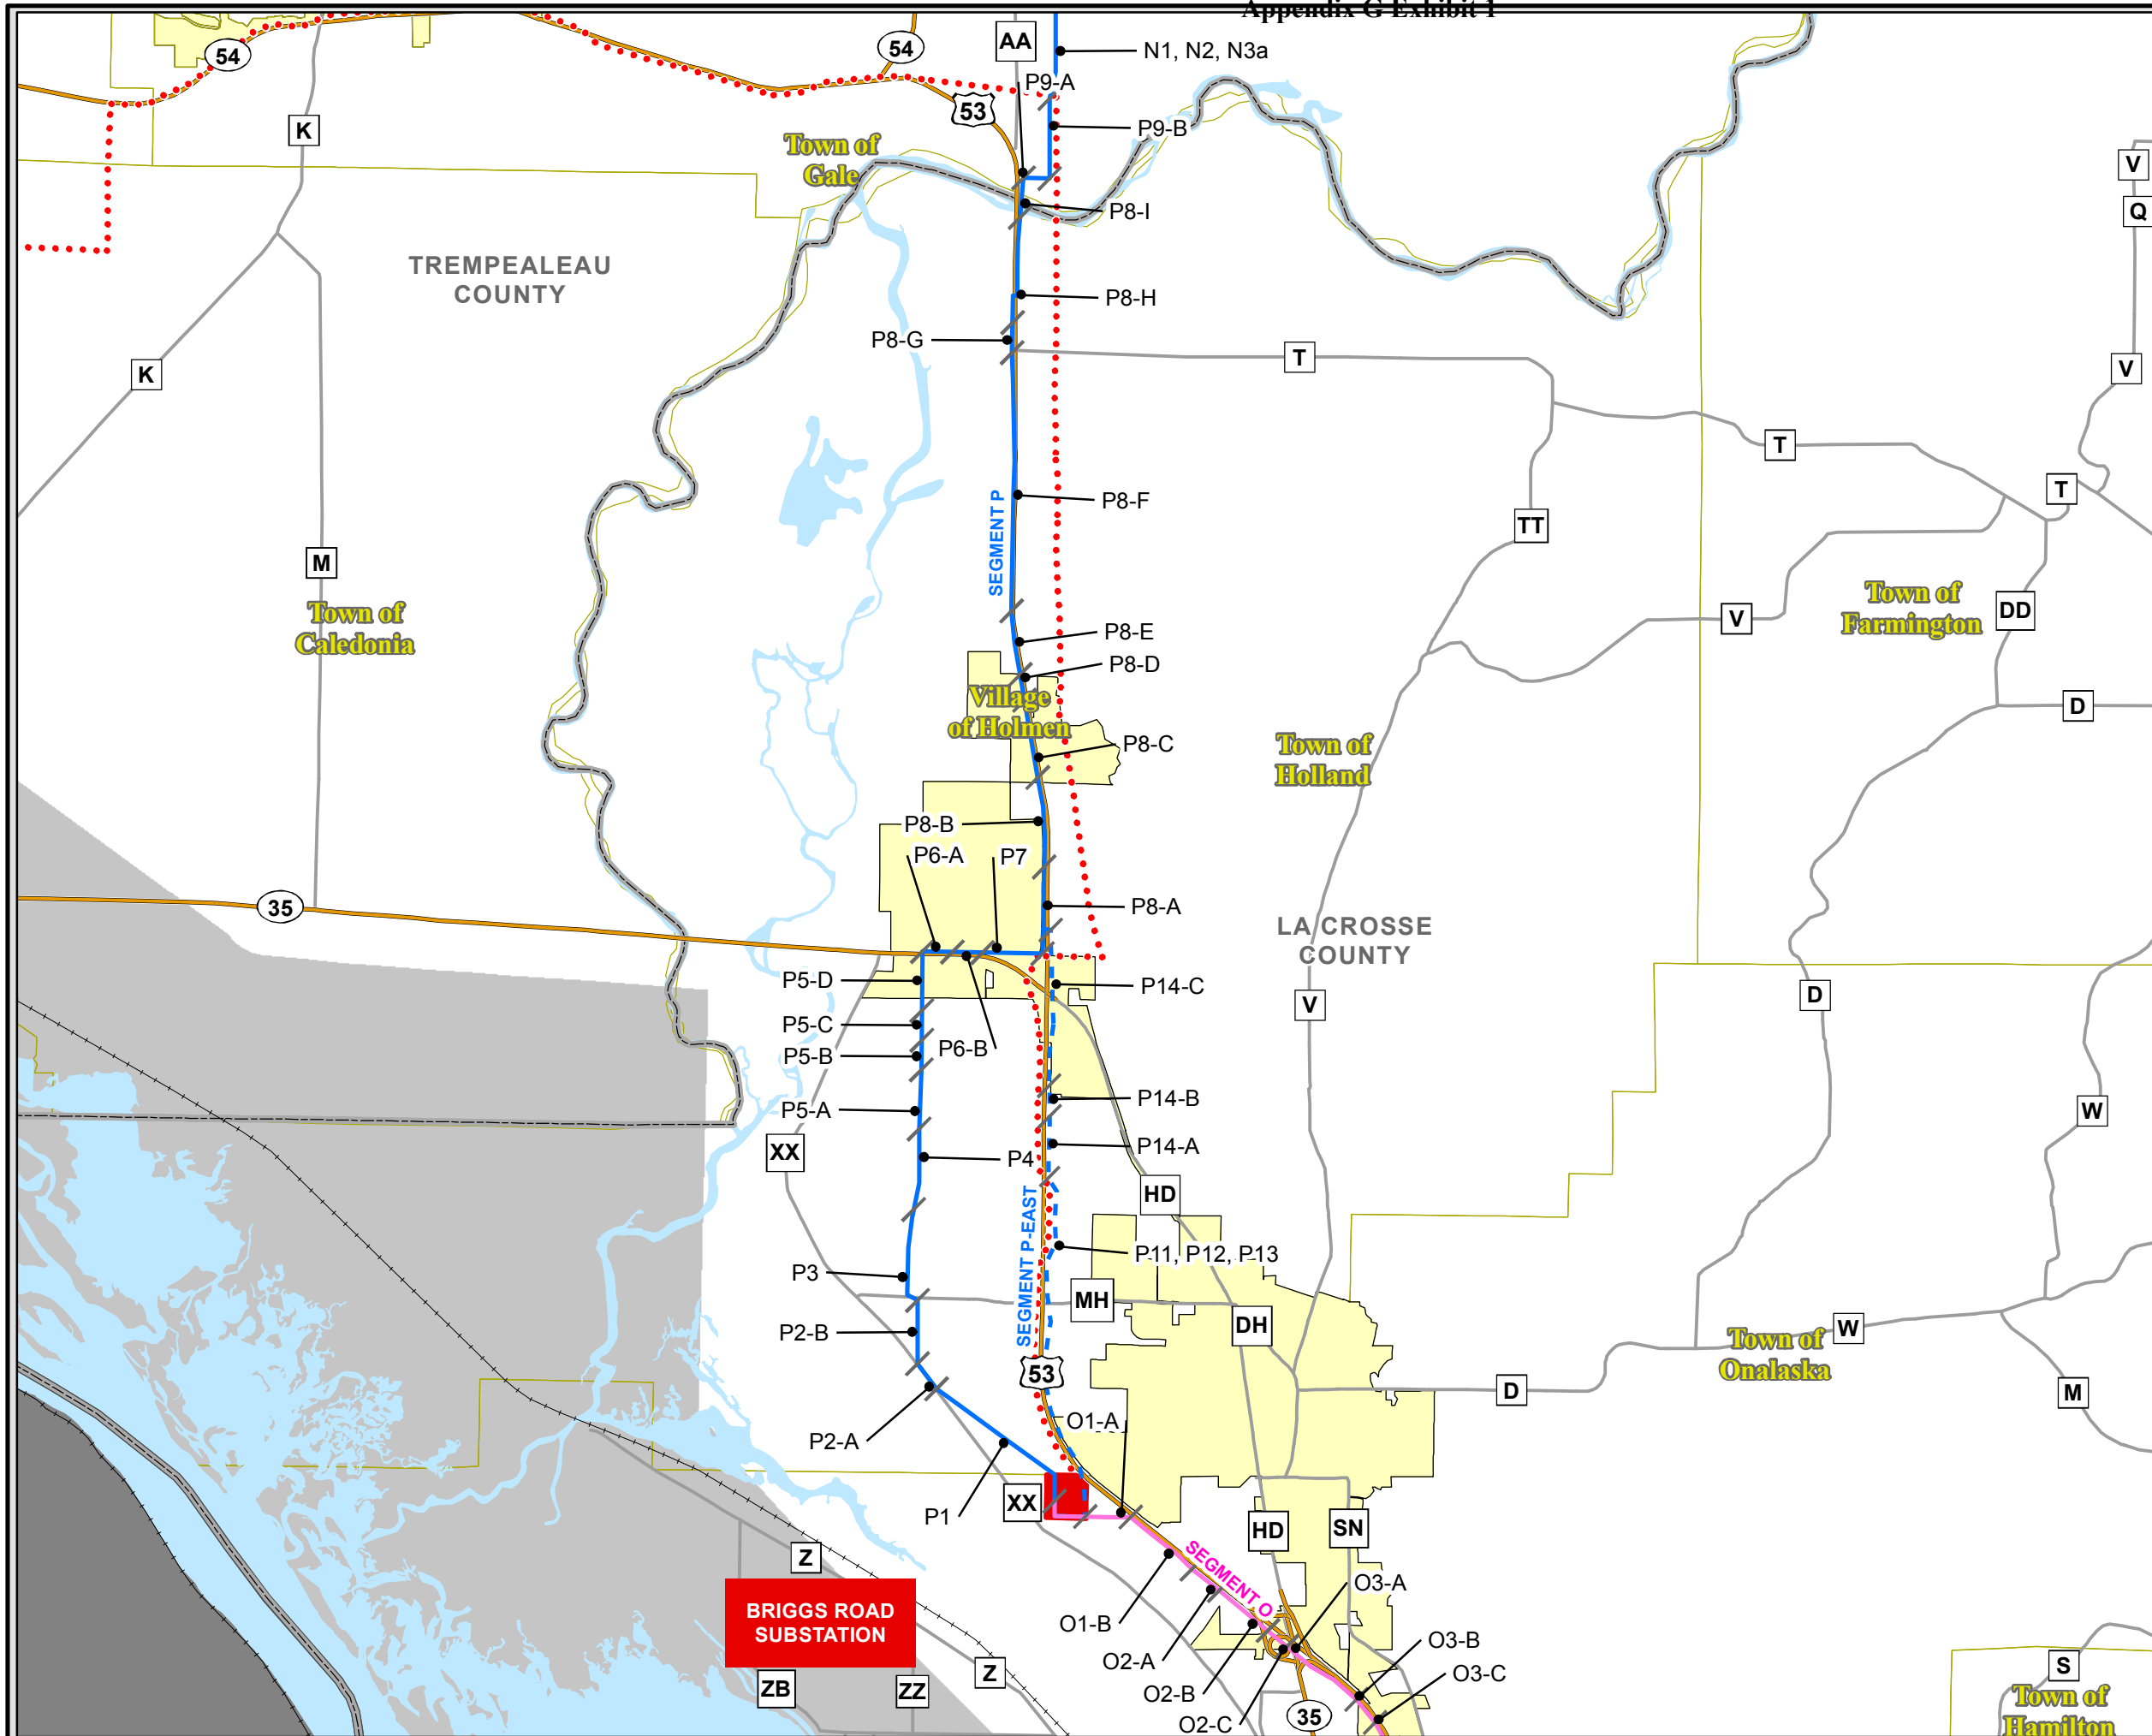 Appendix G Exhibit 1
54
54
AA
N1, N2, N3a
P9-A
53
K
P9-B
Town of
Gale
V
Q
P8-I
TREMPEALEAU
COUNTY
P8-H
P8-G
T
V
K
T
T
P8-F
SEGMENT P
TT
M
Town of
Caledonia
Town of
Farmington
DD
V
P8-E
P8-D
Village
of Holmen
D
P8-C
Town of
Holland
P8-B
P6-A
P7
35
P8-A
LA CROSSE
COUNTY
P5-D
P14-C
D
V
P5-C
P6-B
P5-B
P14-B
P5-A
W
P14-A
XX
P4
HD
SEGMENT P-EAST
P11, P12, P13
P3
MH
DH
P2-B
W
Town of
Onalaska
53
D
M
O1-A
P2-A
XX
P1
HD
SN
Z
SEGMENT O
O3-A
BRIGGS ROAD
SUBSTATION
O1-B
O3-B
O2-A
O3-C
Z
S
ZB
ZZ
O2-B
Town of
Hamilton
O2-C
35